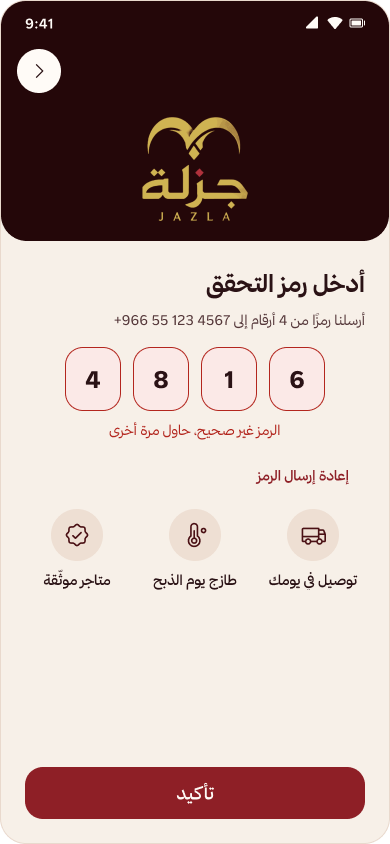 9:41
جزلة
JAZLA
أدخل رمز التحقق
أرسلنا رمزًا من 4 أرقام إلى 4567 123 55 966+
4 8 1 6
الرمز غير صحيح، حاول مرة أخرى
إعادة إرسال الرمز
توصيل في يومك
طازج يوم الذبح
متاجر موثّقة
تأكيد